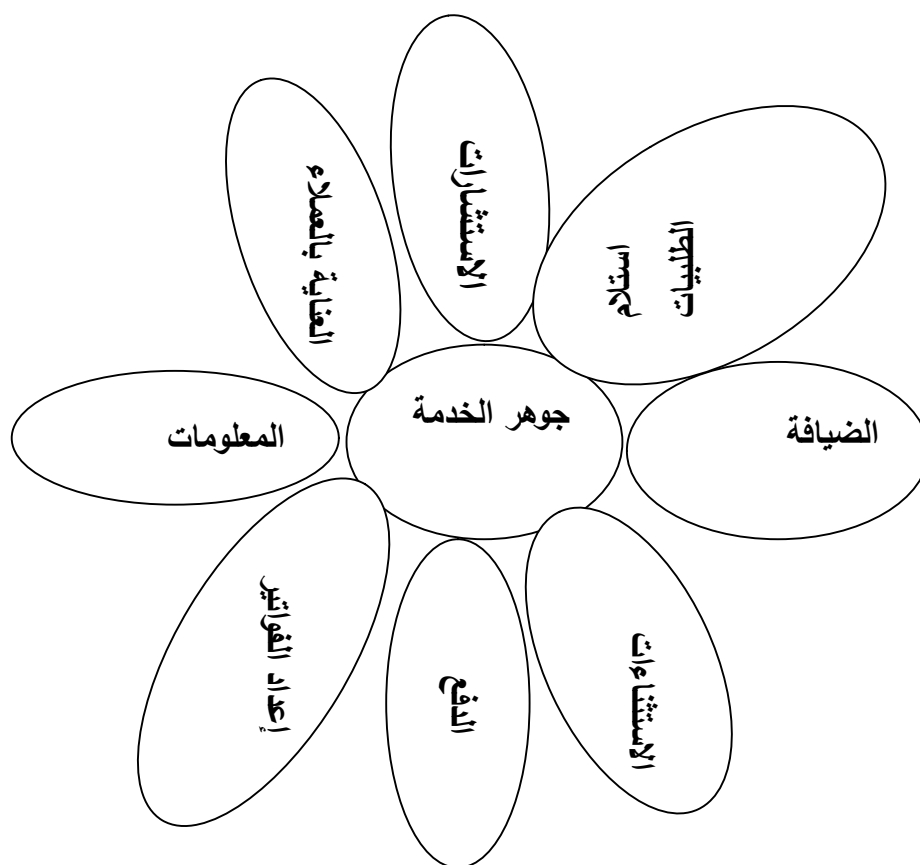 الاستشارات
العناية بالعملاء
استلام
الطلبيات
جوهر الخدمة
الضيافة
المعلومات
إعداد الفواتير
الدفع
الاستثناءات